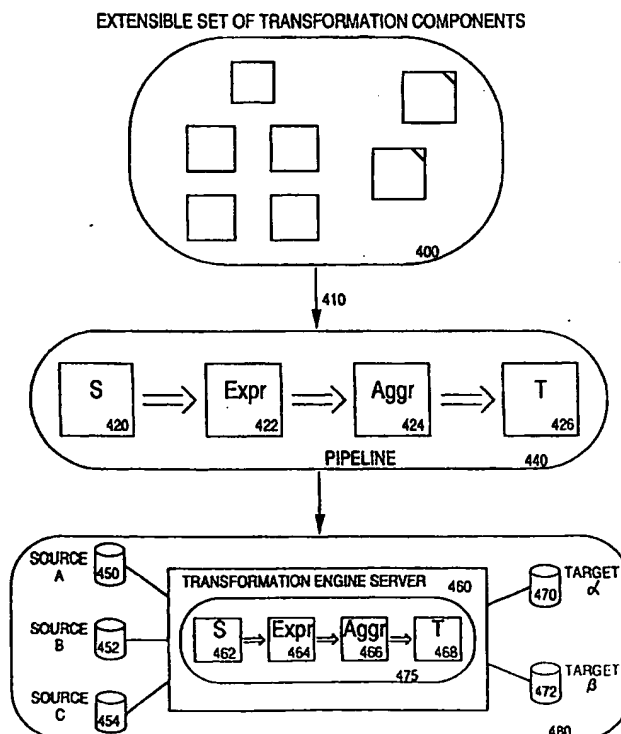 EXTENSIBLE SET OF TRANSFORMATION COMPONENTS
400
410
S
420
Expr
422
Aggr
424
T
426
PIPELINE
440
SOURCE
A
450
SOURCE
B
452
SOURCE
C
454
TRANSFORMATION ENGINE SERVER
460
S
462
Expr
464
Aggr
466
T
468
475
470
TARGET
α
472
TARGET
β
480